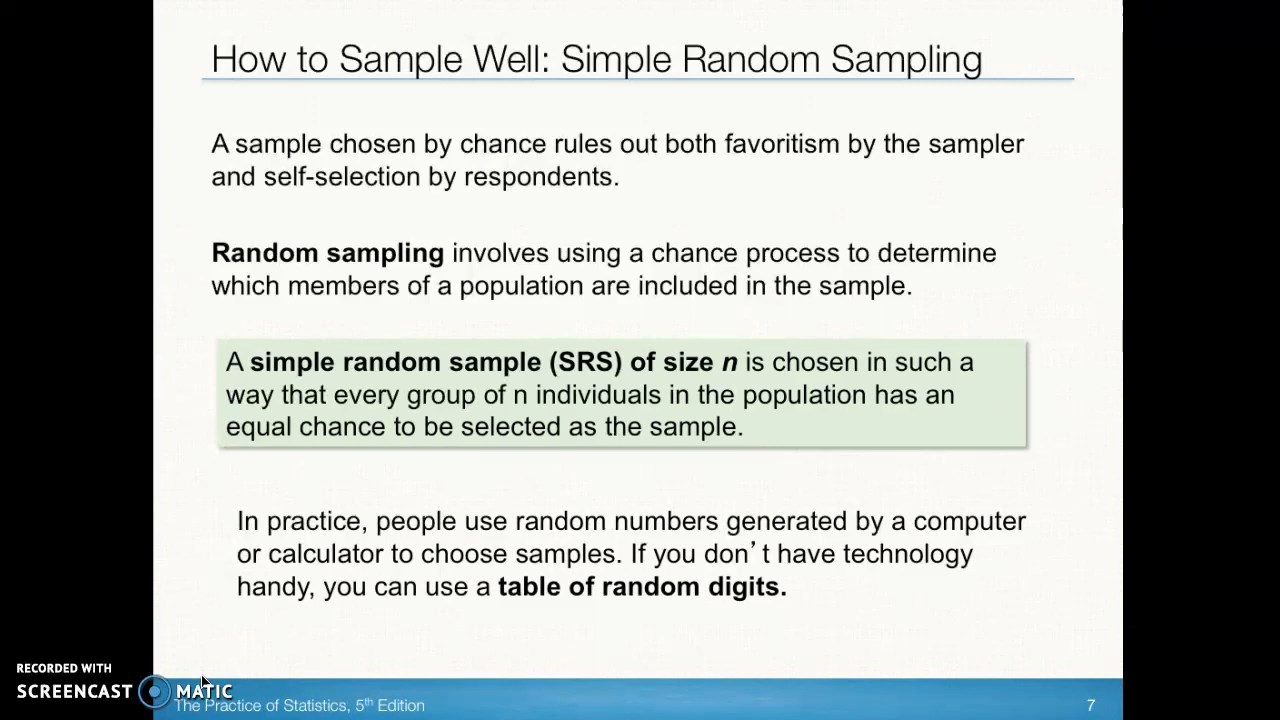 How to Sample Well: Simple Random Sampling
A sample chosen by chance rules out both favoritism by the sampler
and self-selection by respondents.
Random sampling involves using a chance process to determine
which members of a population are included in the sample.
A simple random sample (SRS) of size n is chosen in such a
way that every group of n individuals in the population has an
equal chance to be selected as the sample.
In practice, people use random numbers generated by a computer
or calculator to choose samples. If you don’t have technology
handy, you can use a table of random digits.
RECORDED WITH
SCREENCAST MATIC
The Practice of Statistics, 5th Edition
7